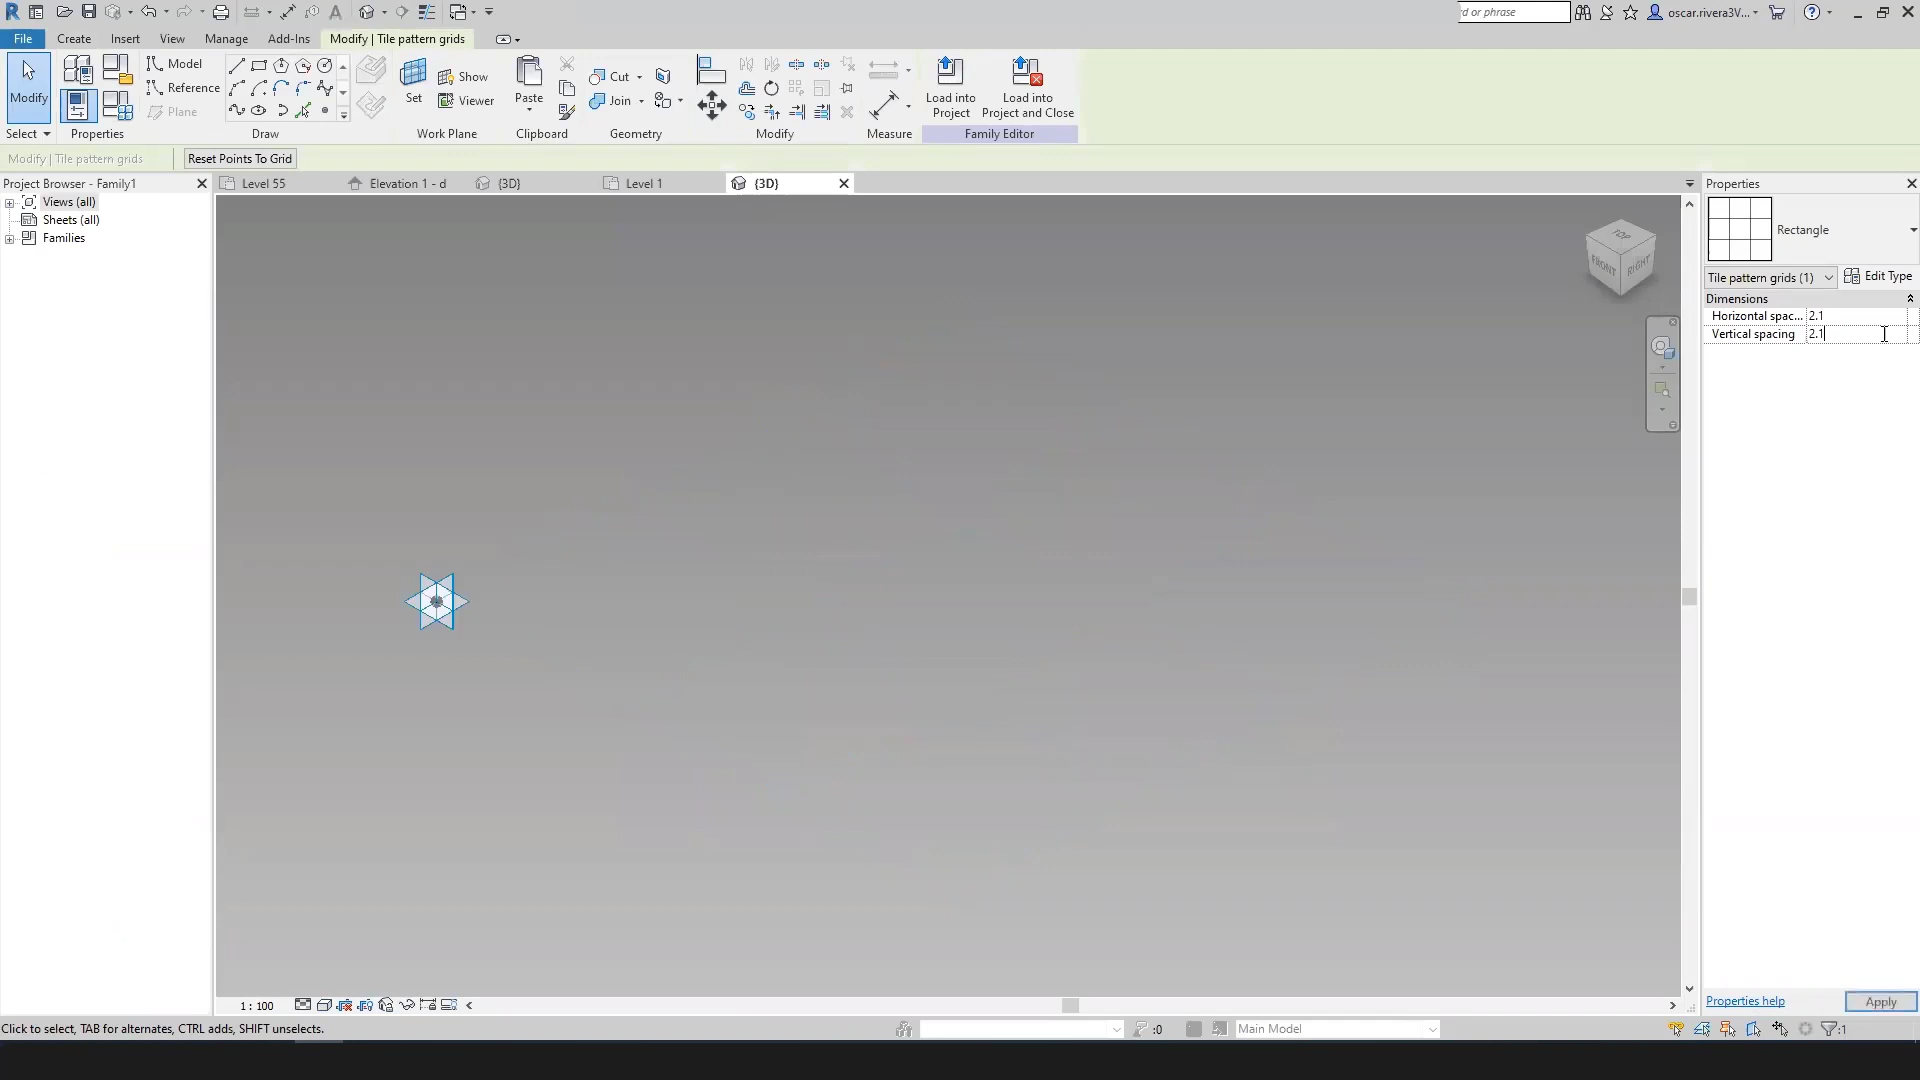 rd or phrase
oscar.rivera3V...
File
Create
Insert
View
Manage
Add-Ins
Modify | Tile pattern grids
Modify
Model
Reference
Plane
Set
Show
Viewer
Paste
Cut
Join
Load into
Project
Load into
Project and Close
Select
Properties
Draw
Work Plane
Clipboard
Geometry
Modify
Measure
Family Editor
Modify | Tile pattern grids
Reset Points To Grid
Project Browser - Family1
Level 55
Elevation 1 - d
{3D}
Level 1
{3D}
Properties
Views (all)
Sheets (all)
Families
TOP
FRONT
RIGHT
Rectangle
Tile pattern grids (1)
Edit Type
Dimensions
Horizontal spac... 2.1
Vertical spacing 2.1
1 : 100
Properties help
Apply
Click to select, TAB for alternates, CTRL adds, SHIFT unselects.
:0
Main Model
:1